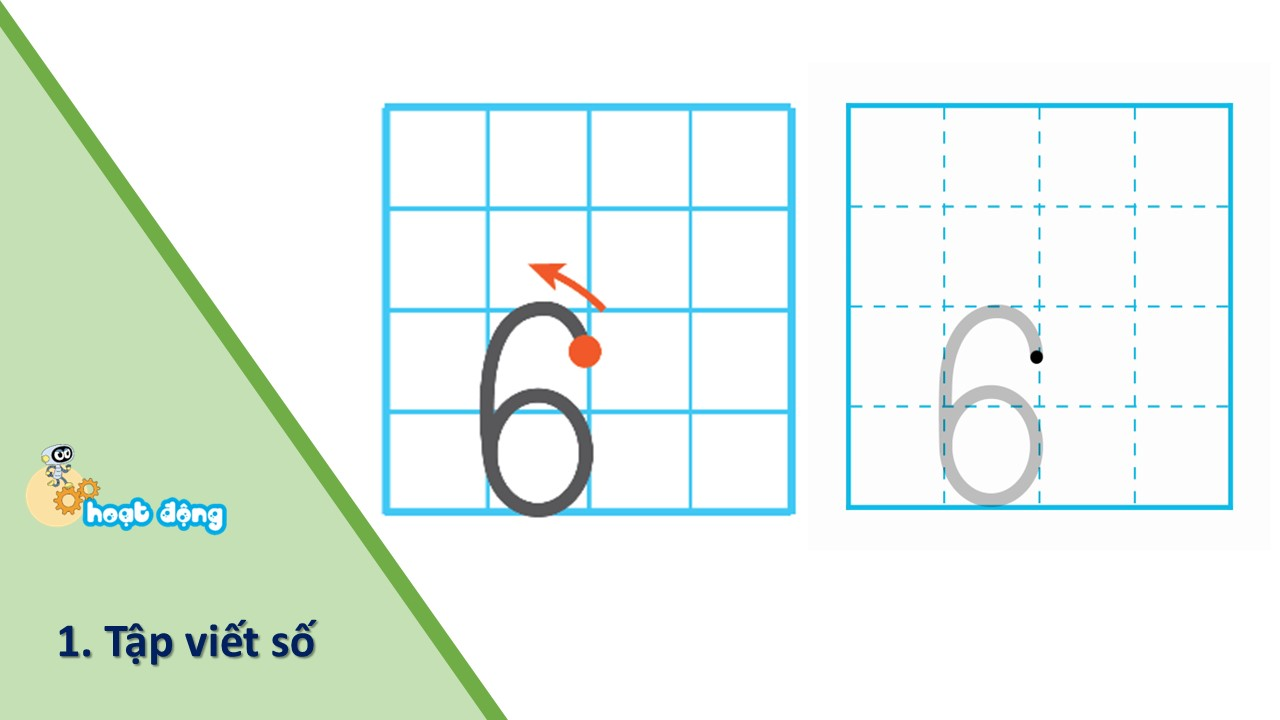 6
6
hoạt động
1. Tập viết số